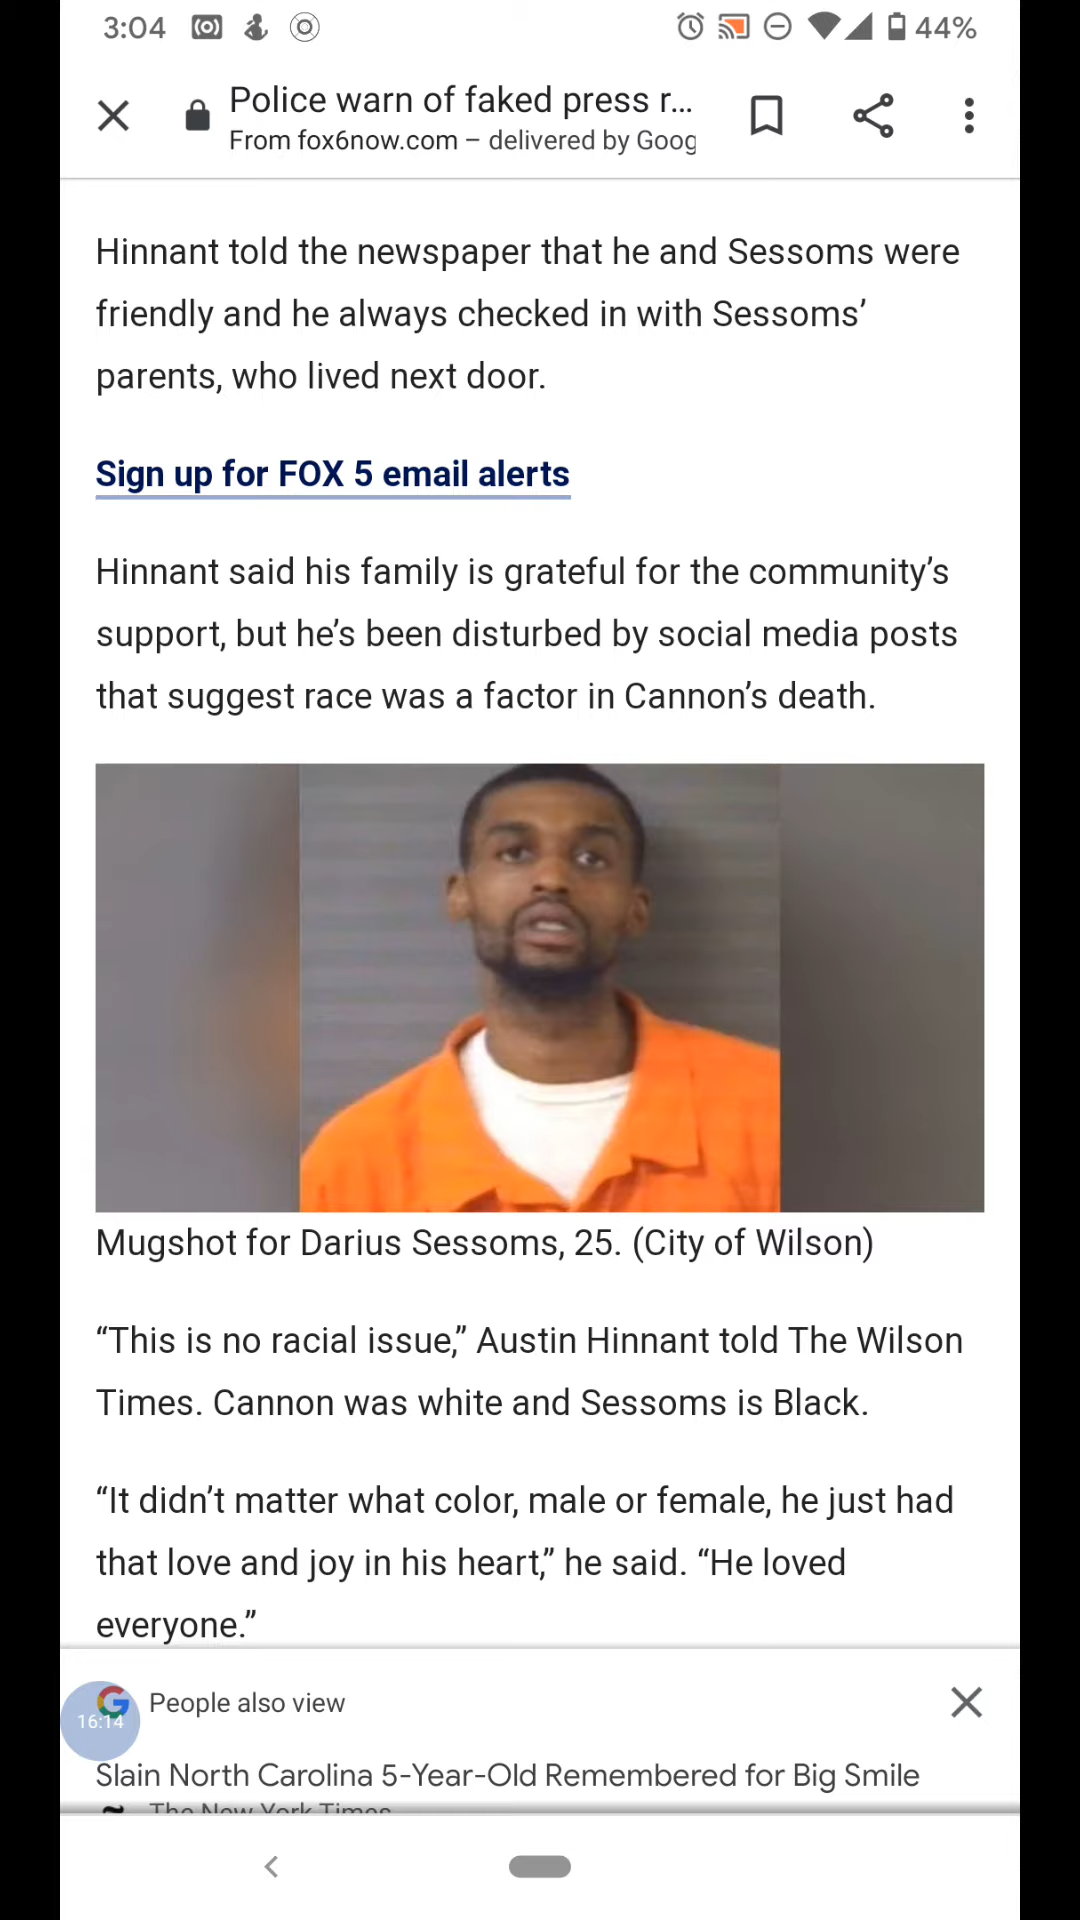 3:04
44%
Police warn of faked press r...
From fox6now.com – delivered by Goog
Hinnant told the newspaper that he and Sessoms were
friendly and he always checked in with Sessoms’
parents, who lived next door.
Sign up for FOX 5 email alerts
Hinnant said his family is grateful for the community’s
support, but he’s been disturbed by social media posts
that suggest race was a factor in Cannon’s death.
Mugshot for Darius Sessoms, 25. (City of Wilson)
“This is no racial issue,” Austin Hinnant told The Wilson
Times. Cannon was white and Sessoms is Black.
“It didn’t matter what color, male or female, he just had
that love and joy in his heart,” he said. “He loved
everyone.”
People also view
16:14
Slain North Carolina 5-Year-Old Remembered for Big Smile
The New York Times